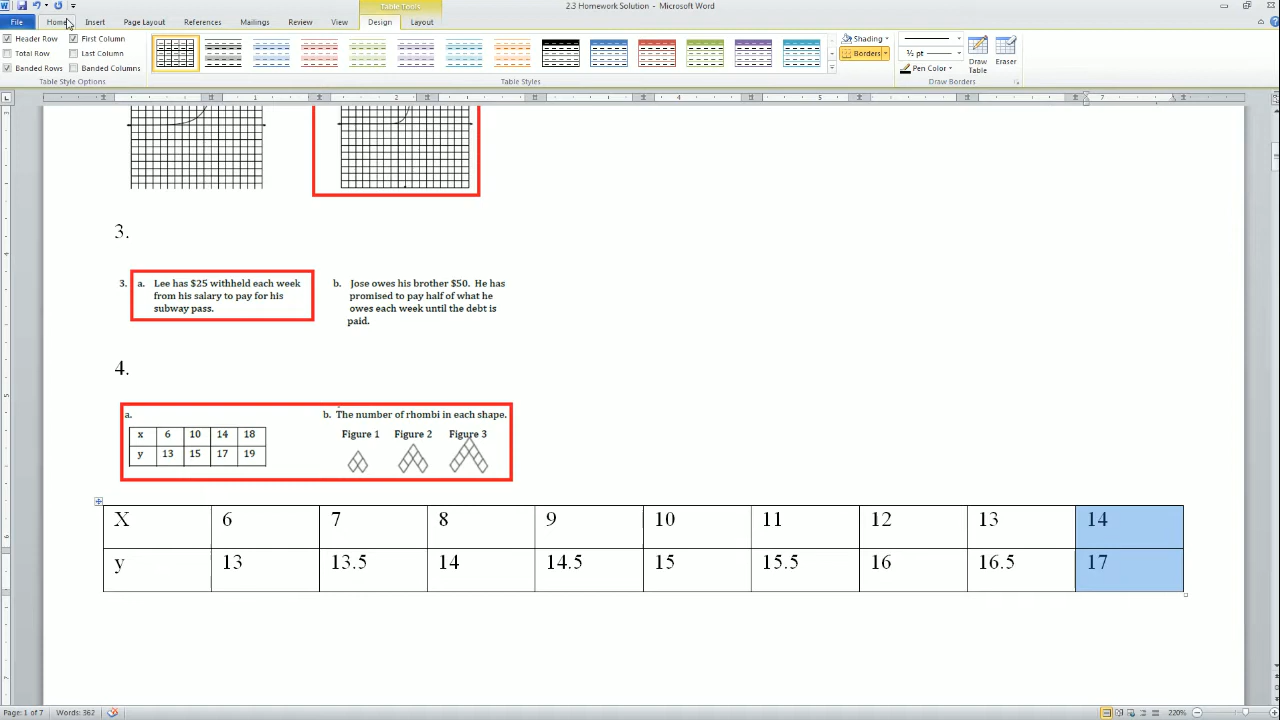 2.3 Homework Solution - Microsoft Word
Table Tools
File Home Insert Page Layout References Mailings Review View Design Layout
Header Row First Column
Total Row Last Column
Banded Rows Banded Columns
Table Style Options
Table Styles
Shading
Borders
½ pt
Pen Color
Draw Table
Eraser
Draw Borders
1 2 4 5 7
3.
3. a. Lee has $25 withheld each week
from his salary to pay for his
subway pass.
b. Jose owes his brother $50. He has
promised to pay half of what he
owes each week until the debt is
paid.
4.
a.
x 6 10 14 18
y 13 15 17 19
b. The number of rhombi in each shape.
Figure 1 Figure 2 Figure 3
X 6 7 8 9 10 11 12 13 14
y 13 13.5 14 14.5 15 15.5 16 16.5 17
Page: 1 of 7 Words: 362 220%